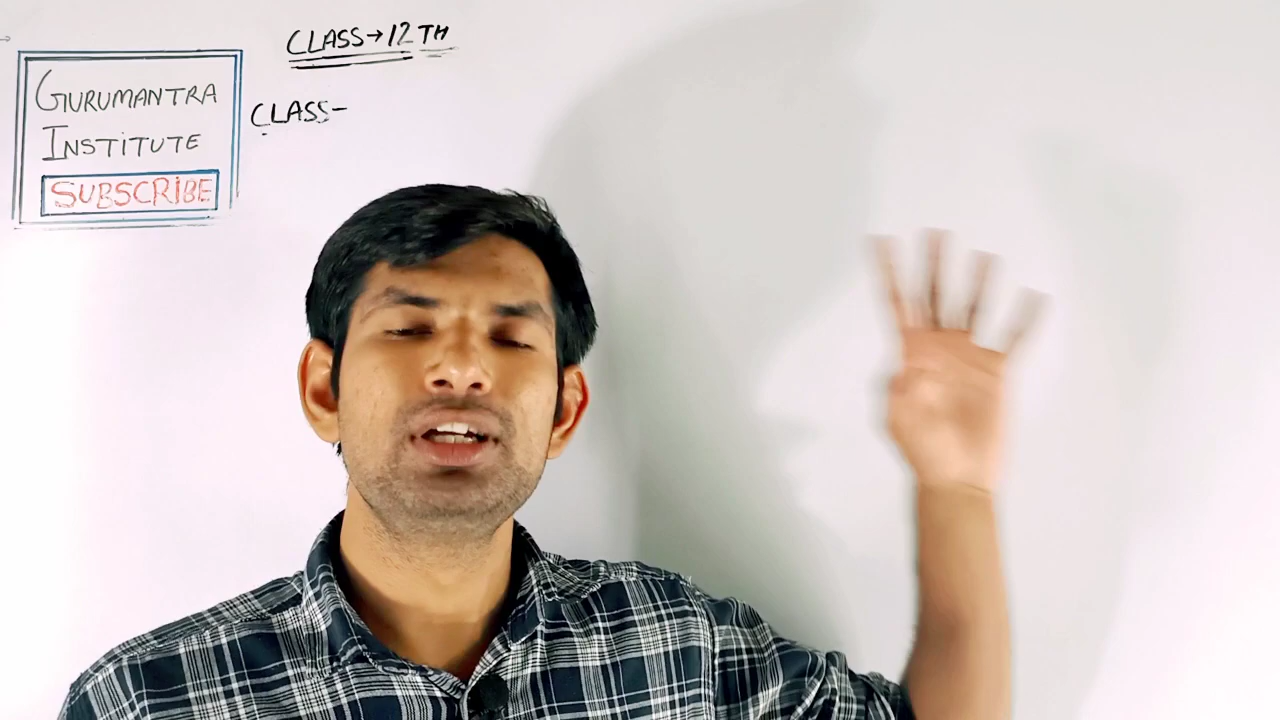 CLASS→12TH
GURUMANTRA
INSTITUTE
SUBSCRIBE
CLASS-